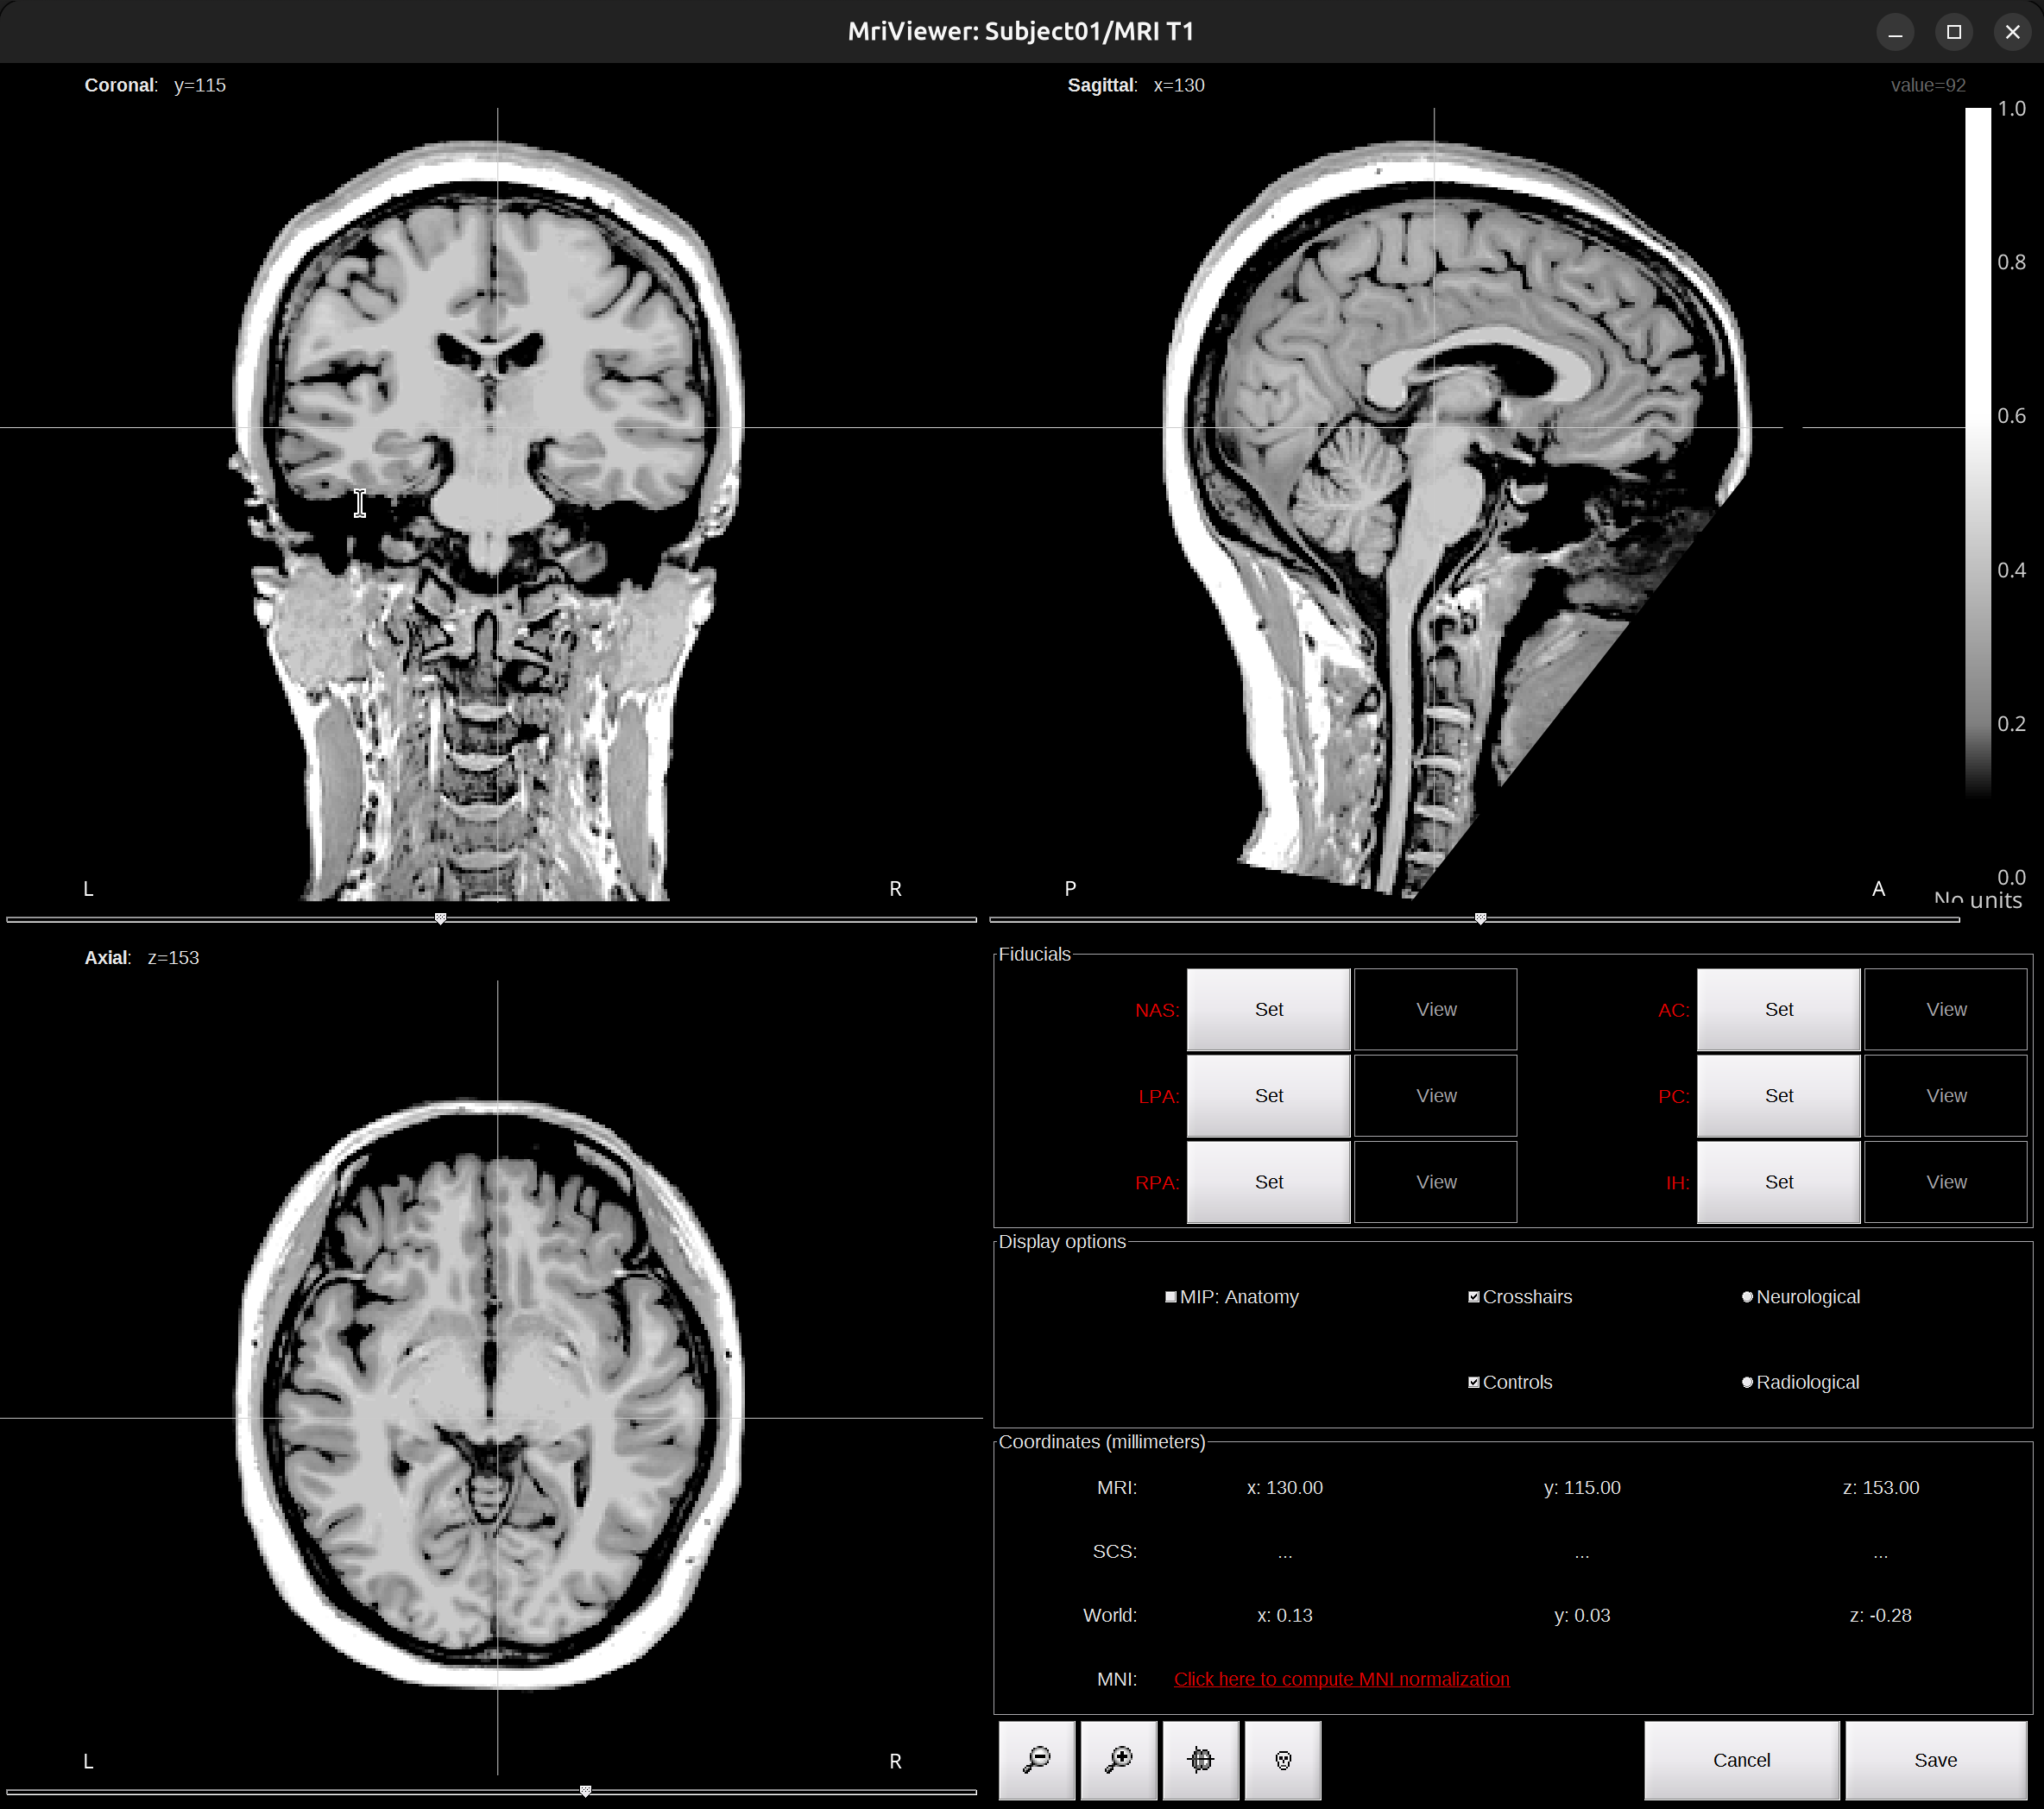 MriViewer: Subject01/MRI T1
Coronal: y=115
Sagittal: x=130
value=92
1.0
0.8
0.6
0.4
0.2
0.0
No units
L
R
P
A
Axial: z=153
L
R
Fiducials
NAS: Set View
AC: Set View
LPA: Set View
PC: Set View
RPA: Set View
IH: Set View
Display options
MIP: Anatomy
Crosshairs
Neurological
Controls
Radiological
Coordinates (millimeters)
MRI: x: 130.00 y: 115.00 z: 153.00
SCS: ... ... ...
World: x: 0.13 y: 0.03 z: -0.28
MNI: Click here to compute MNI normalization
Cancel
Save